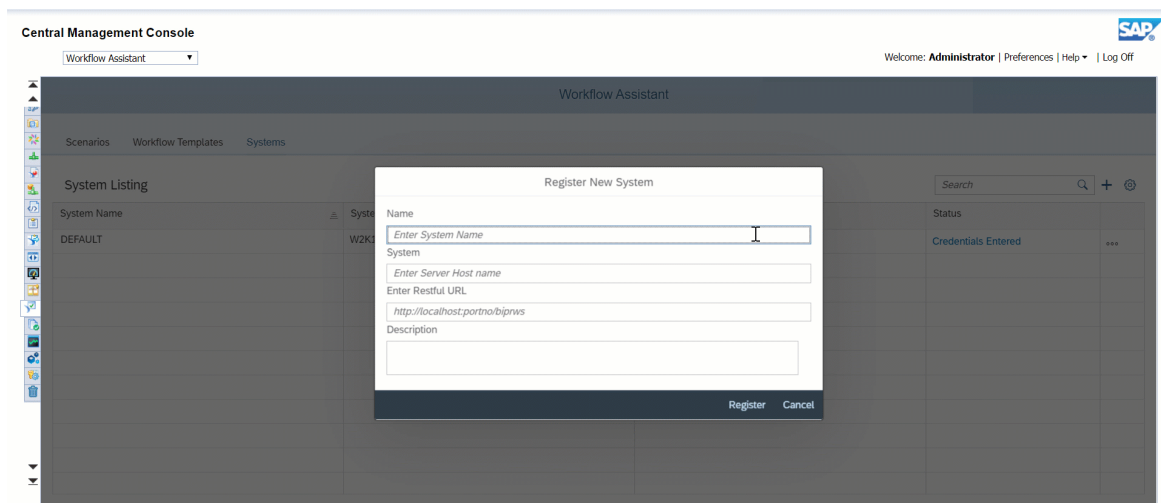 Central Management Console
SAP
Workflow Assistant
Welcome: Administrator | Preferences | Help | Log Off
Workflow Assistant
Scenarios Workflow Templates Systems
System Listing
Search
System Name Syste Status
DEFAULT W2K1 Credentials Entered
Register New System
Name
Enter System Name
System
Enter Server Host name
Enter Restful URL
http://localhost:portno/biprws
Description
Register Cancel